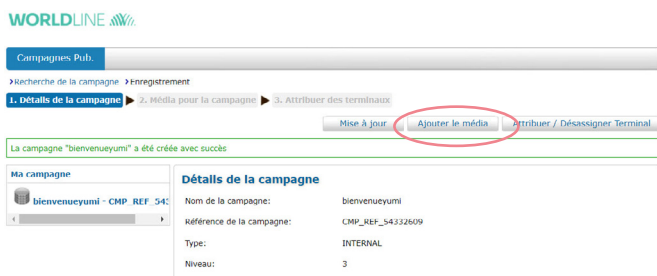 WORLDLINE
Campagnes Pub.
Recherche de la campagne Enregistrement
1. Détails de la campagne 2. Média pour la campagne 3. Attribuer des terminaux
Mise à jour Ajouter le média Attribuer / Désassigner Terminal
La campagne "bienvenueyumi" a été créée avec succès
Ma campagne
bienvenueyumi - CMP_REF_543
Détails de la campagne
Nom de la campagne: bienvenueyumi
Référence de la campagne: CMP_REF_54332609
Type: INTERNAL
Niveau: 3